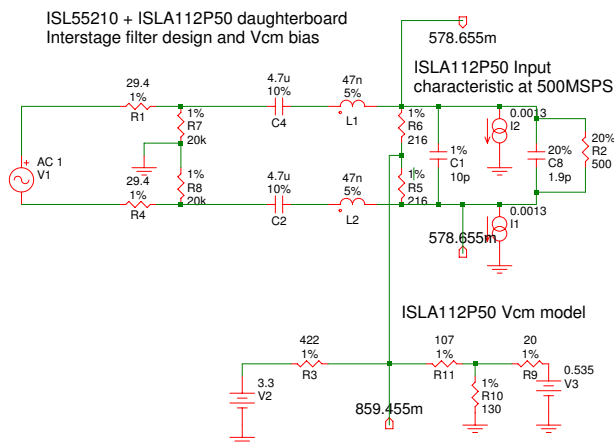 ISL55210 + ISLA112P50 daughterboard
Interstage filter design and Vcm bias
578.655m
ISLA112P50 Input
characteristic at 500MSPS
29.4
1%
R1
1%
R7
20k
4.7u
10%
C4
47n
5%
L1
1%
R6
216
1%
C1
10p
0.0013
I2
20%
C8
1.9p
20%
R2
500
AC 1
V1
29.4
1%
R4
1%
R8
20k
4.7u
10%
C2
47n
5%
L2
1%
R5
216
0.0013
I1
578.655m
ISLA112P50 Vcm model
422
1%
R3
107
1%
R11
20
1%
R9
3.3
V2
1%
R10
130
0.535
V3
859.455m